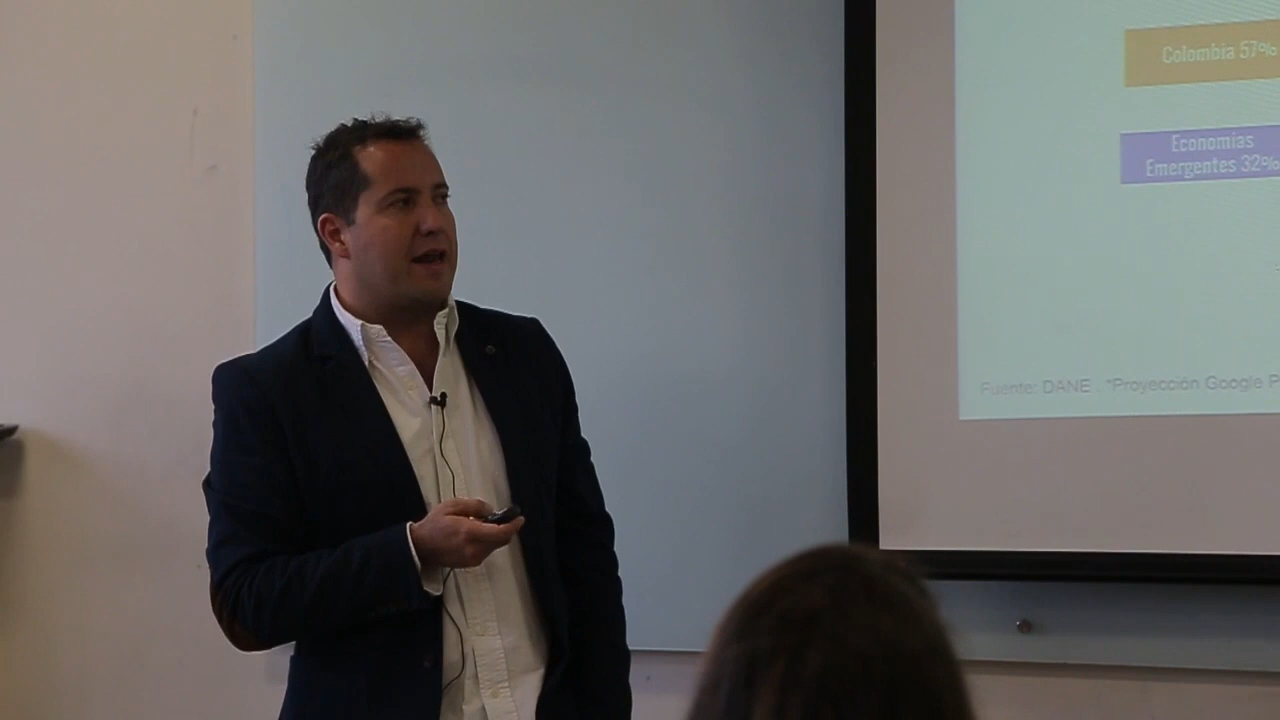 Colombia 57%
Economías
Emergentes 32%
Fuente: DANE . *Proyección Google